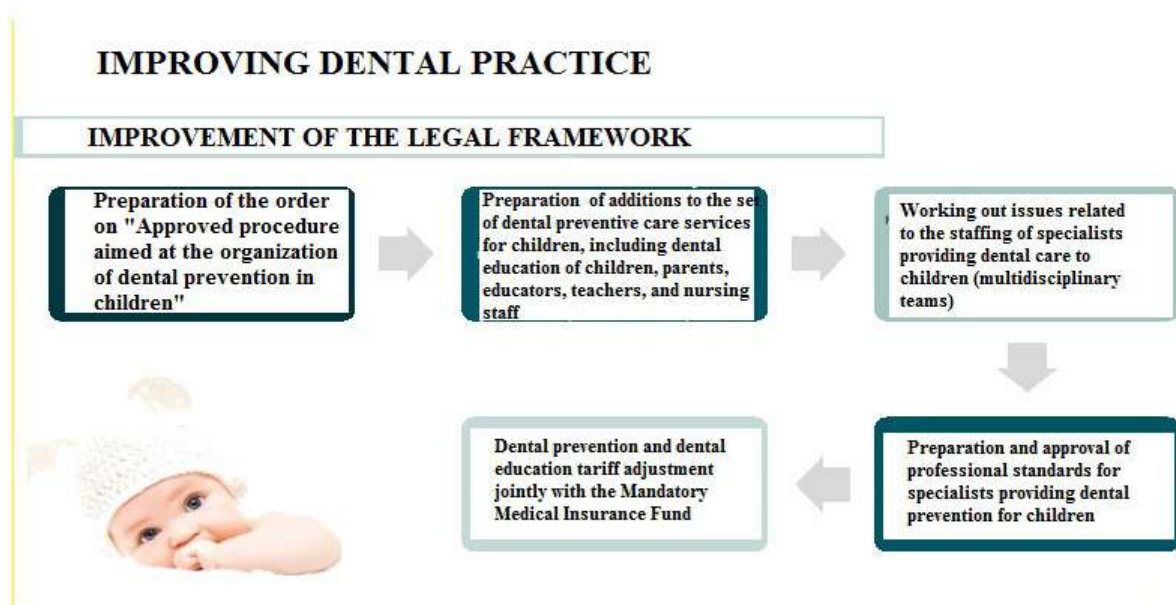 IMPROVING DENTAL PRACTICE
IMPROVEMENT OF THE LEGAL FRAMEWORK
Preparation of the order
on "Approved procedure
aimed at the organization
of dental prevention in
children"
Preparation of additions to the set
of dental preventive care services
for children, including dental
education of children, parents,
educators, teachers, and nursing
staff
Working out issues related
to the staffing of specialists
providing dental care to
children (multidisciplinary
teams)
Preparation and approval of
professional standards for
specialists providing dental
prevention for children
Dental prevention and dental
education tariff adjustment
jointly with the Mandatory
Medical Insurance Fund